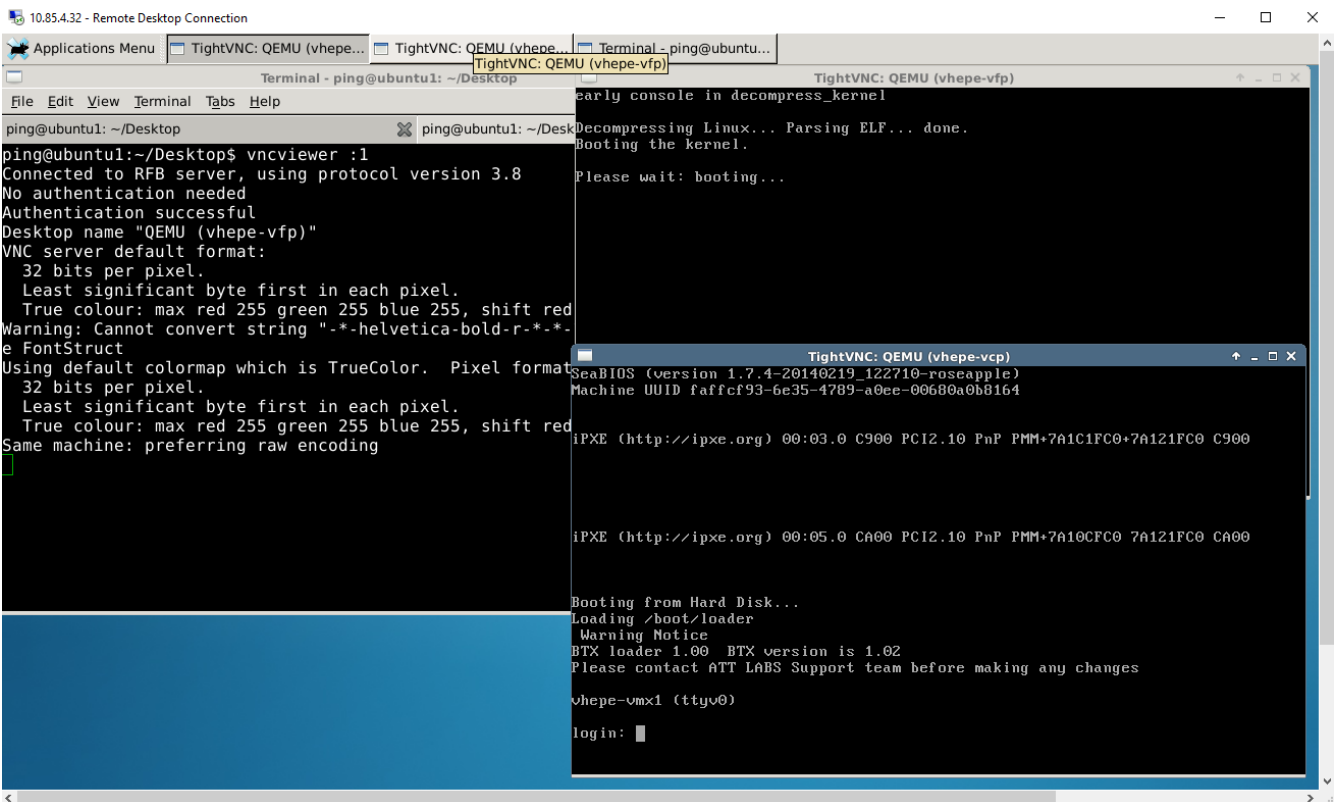 10.85.4.32 - Remote Desktop Connection
Applications Menu
TightVNC: QEMU (vhepe...
TightVNC: QEMU (vhepe...
Terminal - ping@ubuntu...
TightVNC: QEMU (vhepe-vfp)
Terminal - ping@ubuntu1: ~/Desktop
File Edit View Terminal Tabs Help
ping@ubuntu1: ~/Desktop
ping@ubuntu1: ~/Desk
ping@ubuntu1:~/Desktop$ vncviewer :1
Connected to RFB server, using protocol version 3.8
No authentication needed
Authentication successful
Desktop name "QEMU (vhepe-vfp)"
VNC server default format:
32 bits per pixel.
Least significant byte first in each pixel.
True colour: max red 255 green 255 blue 255, shift red
Warning: Cannot convert string "-*-helvetica-bold-r-*-*-
e FontStruct
Using default colormap which is TrueColor.  Pixel format
32 bits per pixel.
Least significant byte first in each pixel.
True colour: max red 255 green 255 blue 255, shift red
Same machine: preferring raw encoding
TightVNC: QEMU (vhepe-vfp)
early console in decompress_kernel
Decompressing Linux... Parsing ELF... done.
Booting the kernel.
Please wait: booting...
TightVNC: QEMU (vhepe-vcp)
SeaBIOS (version 1.7.4-20140219_122710-roseapple)
Machine UUID faffcf93-6e35-4789-a0ee-00680a0b8164
iPXE (http://ipxe.org) 00:03.0 C900 PCI2.10 PnP PMM+7A1C1FC0+7A121FC0 C900
iPXE (http://ipxe.org) 00:05.0 CA00 PCI2.10 PnP PMM+7A10CFC0 7A121FC0 CA00
Booting from Hard Disk...
Loading /boot/loader
Warning Notice
BTX loader 1.00  BTX version is 1.02
Please contact ATT LABS Support team before making any changes
vhepe-vmx1 (ttyv0)
login: